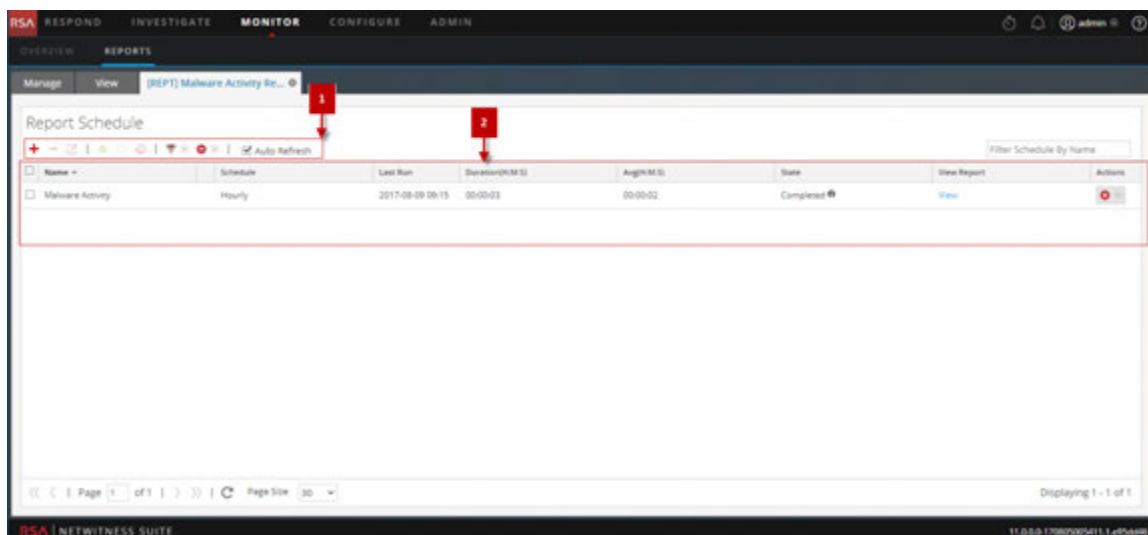 RSA RESPOND INVESTIGATE MONITOR CONFIGURE ADMIN admin
OVERVIEW REPORTS
Manage View [REPT] Malware Activity Re...
1
Report Schedule
2
Auto Refresh
Filter Schedule By Name
Name Schedule Last Run Duration(H:M:S) Avg(H:M:S) State View Report Actions
Malware Activity Hourly 2017-08-09 09:15 00:00:03 00:00:02 Completed View
Page 1 of 1 Page Size 30 Displaying 1 - 1 of 1
RSA NETWITNESS SUITE